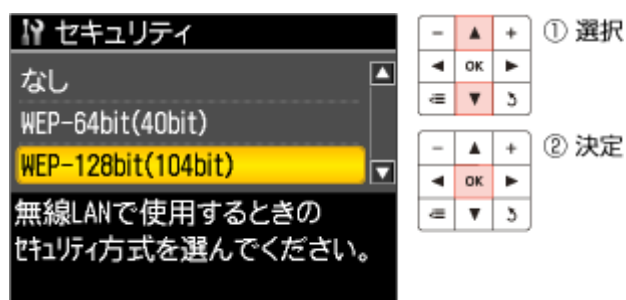 セキュリティ
なし
WEP-64bit(40bit)
WEP-128bit(104bit)
無線LANで使用するときの
ｾｷｭﾘﾃｨ方式を選んでください。
- ▲ +
◀ OK ▶
▼
① 選択
- ▲ +
◀ OK ▶
▼
② 決定